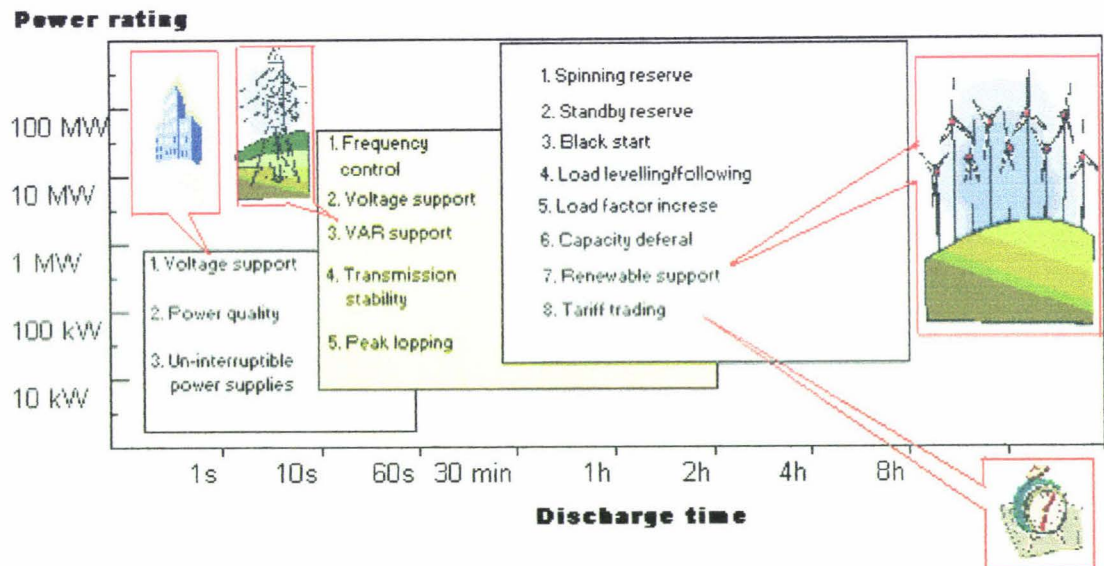 Power rating
100 MW
10 MW
1 MW
100 kW
10 kW
1. Voltage support
2. Power quality
3. Un-interruptible
power supplies
1. Frequency
control
2. Voltage support
3. VAR support
4. Transmission
stability
5. Peak lopping
1. Spinning reserve
2. Standby reserve
3. Black start
4. Load levelling/following
5. Load factor increse
6. Capacity deferal
7. Renewable support
8. Tariff trading
1s 10s 60s 30 min 1h 2h 4h 8h
Discharge time